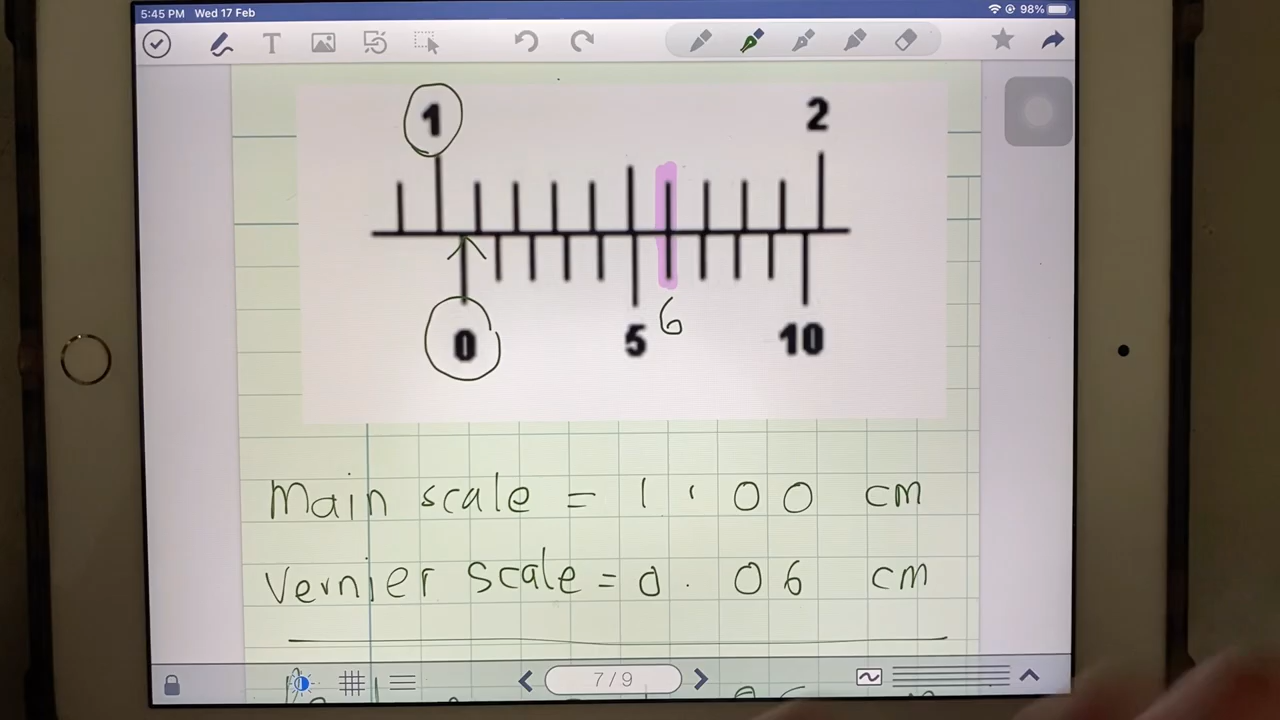 5:45 PM Wed 17 Feb
98%
T
1 2
0 5 6 10
Main scale = 1.00 cm
Vernier scale = 0.06 cm
7/9